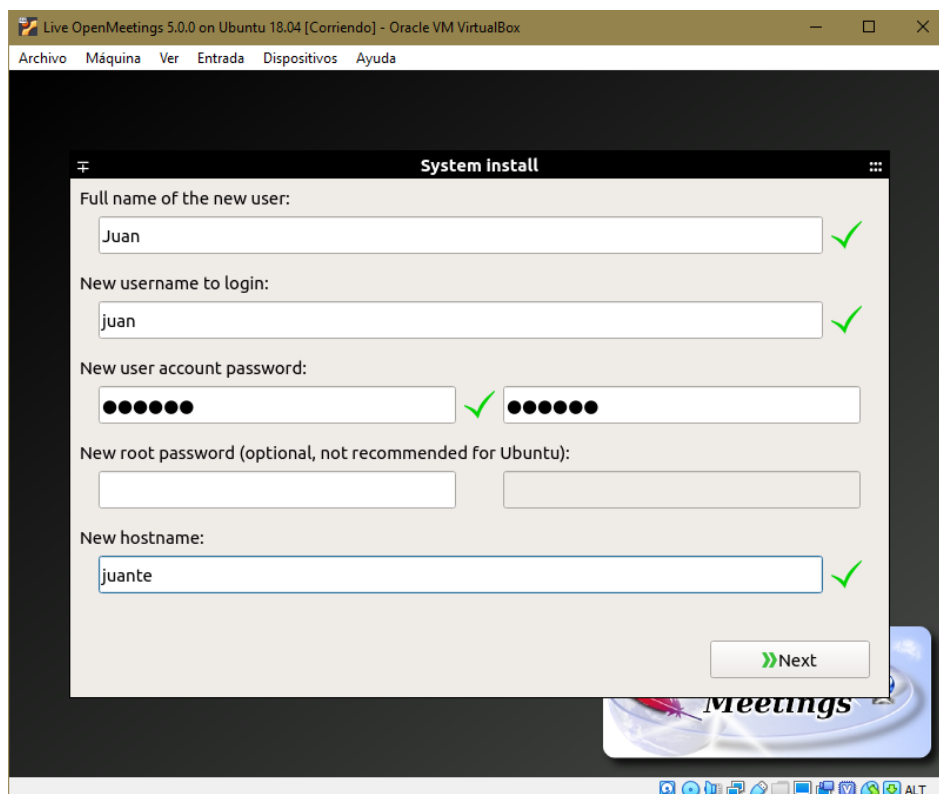 Live OpenMeetings 5.0.0 on Ubuntu 18.04 [Corriendo] - Oracle VM VirtualBox
Archivo Máquina Ver Entrada Dispositivos Ayuda
System install
Full name of the new user:
Juan
New username to login:
juan
New user account password:
●●●●●● ●●●●●●
New root password (optional, not recommended for Ubuntu):
New hostname:
juante
Next
Meetings
ALT